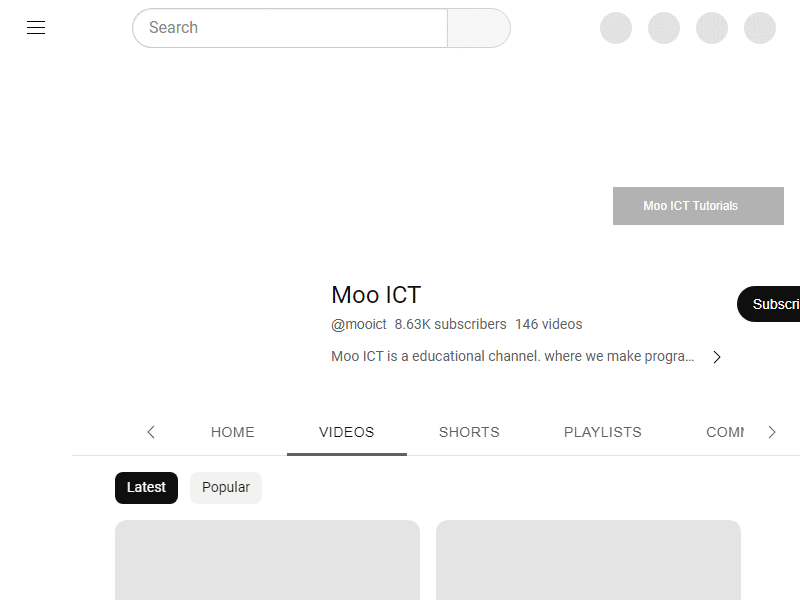 Search
Moo ICT Tutorials
Moo ICT
@mooict 8.63K subscribers 146 videos
Subscri
Moo ICT is a educational channel. where we make progra...
HOME VIDEOS SHORTS PLAYLISTS COMM
Latest Popular